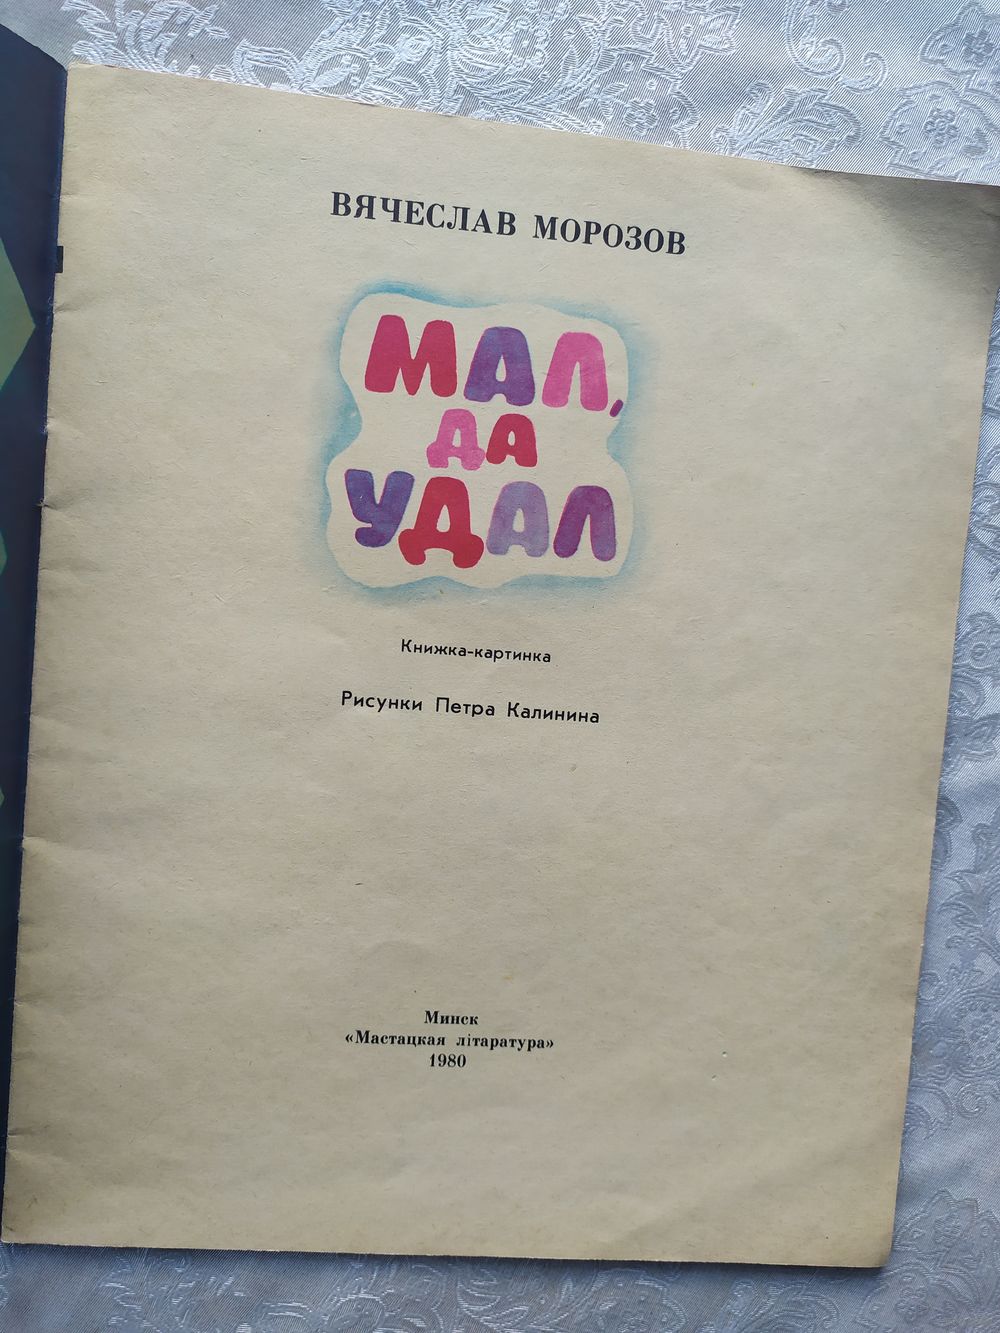 ВЯЧЕСЛАВ МОРОЗОВ
МАЛ,
ДА
УДАЛ
Книжка-картинка
Рисунки Петра Калинина
Минск
«Мастацкая літаратура»
1980